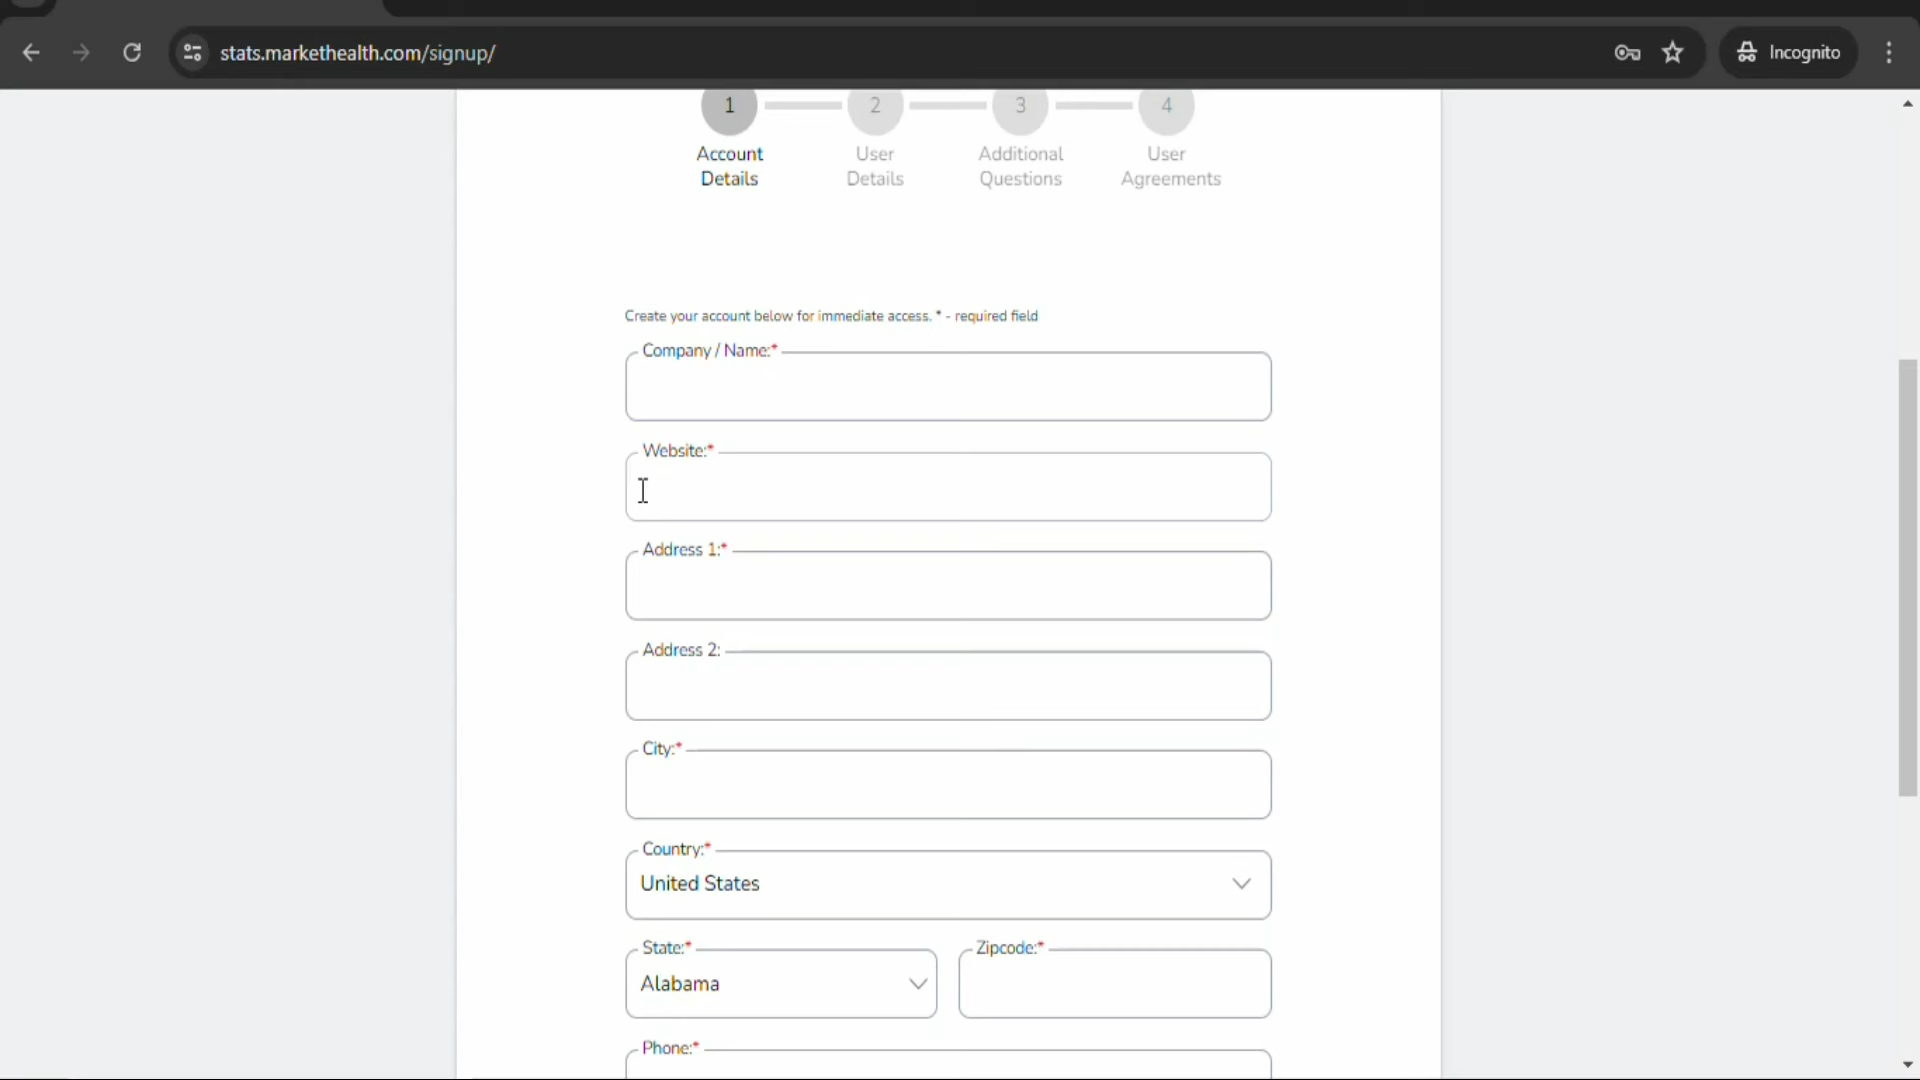 stats.markethealth.com/signup/
Incognito
1 2 3 4
Account Details
User Details
Additional Questions
User Agreements
Create your account below for immediate access. * - required field
Company / Name:*
Website:*
Address 1:*
Address 2:
City:*
Country:*
United States
State:*
Alabama
Zipcode:*
Phone:*